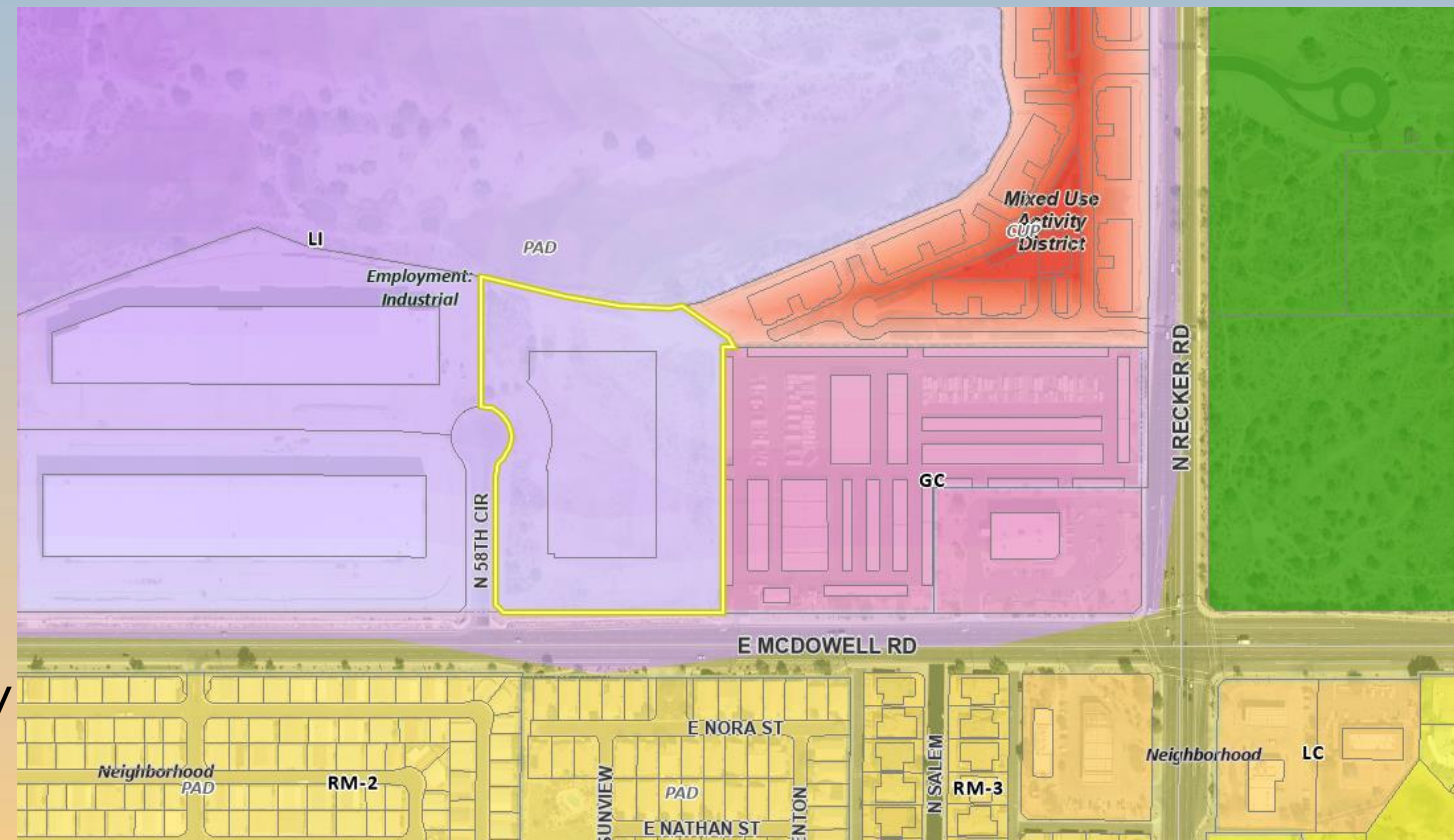 Mixed Use
Activity
CUP
District
LI
PAD
Employment:
Industrial
N RECKER RD
GC
N 58TH CIR
E MCDOWELL RD
y
E NORA ST
Neighborhood
PAD
RM-2
PAD
N SALEM
RM-3
Neighborhood
LC
E NATHAN ST